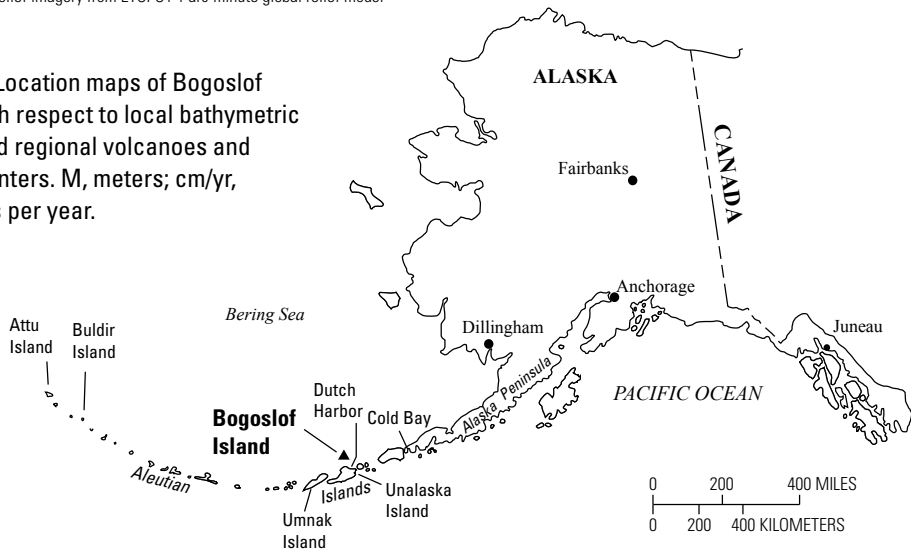 Location maps of Bogoslof
respect to local bathymetric
regional volcanoes and
M, meters; cm/yr,
per year.
ALASKA
CANADA
Fairbanks
Anchorage
Bering Sea
Dillingham
Juneau
Attu
Island
Buldir
Island
Alaska Peninsula
PACIFIC OCEAN
Dutch
Harbor
Cold Bay
Bogoslof
Island
Aleutian
Islands
Unalaska
Island
Umnak
Island
0 200 400 MILES
0 200 400 KILOMETERS